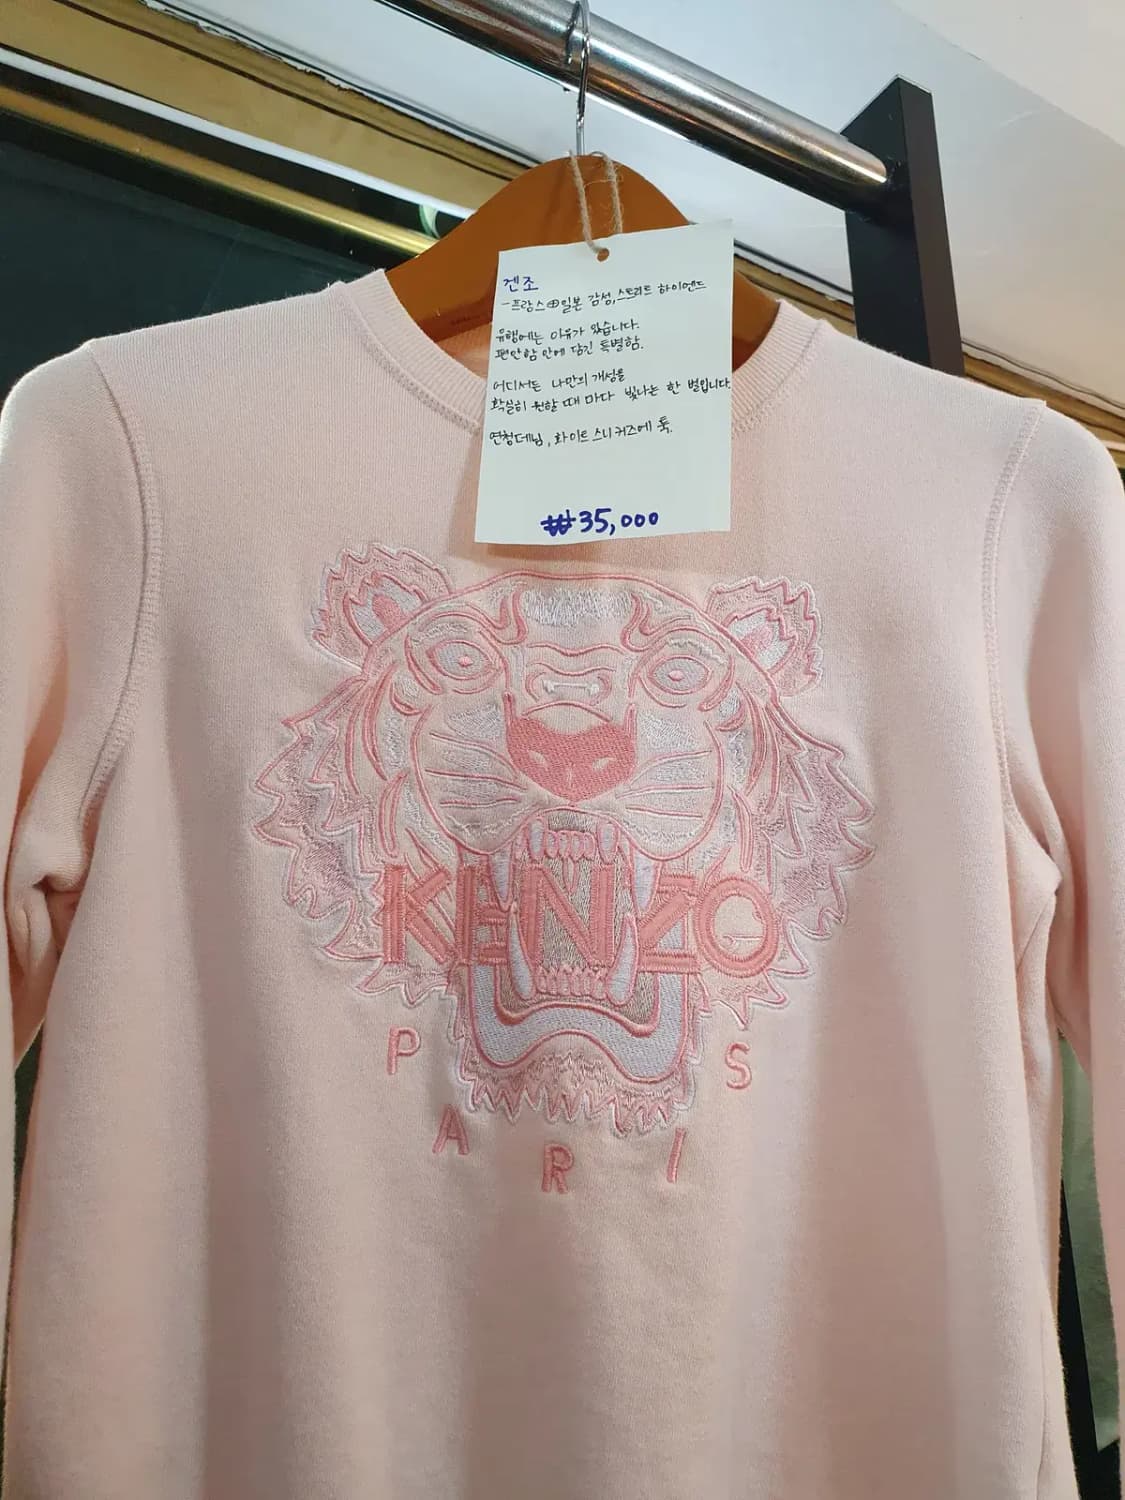 겐조
-프랑스⊕일본 감성, 스트리트 하이엔드
유행에는 이유가 있습니다.
편안함 안에 담긴 특별함.
어디서든 나만의 개성을
확실히 원할 때 마다 빛나는 한 벌입니다.
연청데님, 화이트 스니커즈에 툭.
₩35,000
KENZO
PARIS